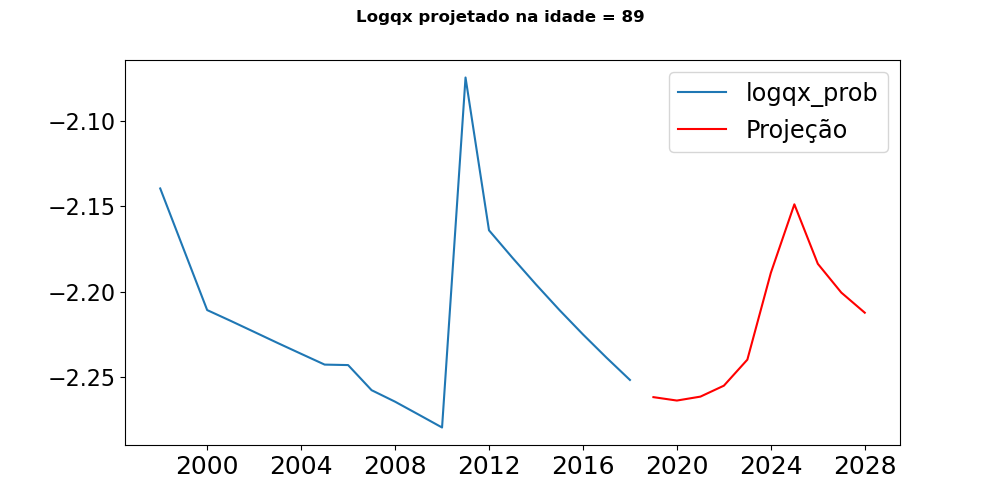 Logqx projetado na idade = 89
logqx_prob
Projeção
−2.10
−2.15
−2.20
−2.25
2000 2004 2008 2012 2016 2020 2024 2028